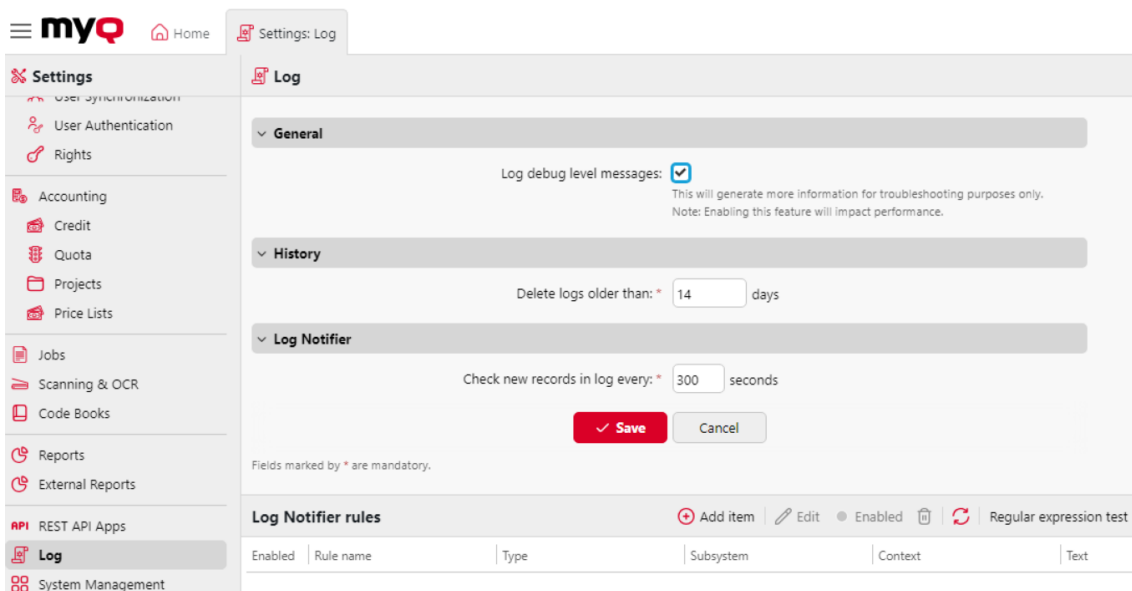 myQ
Home
Settings: Log
Settings
User Synchronization
User Authentication
Rights
Accounting
Credit
Quota
Projects
Price Lists
Jobs
Scanning & OCR
Code Books
Reports
External Reports
API REST API Apps
Log
System Management
Log
General
Log debug level messages:
This will generate more information for troubleshooting purposes only.
Note: Enabling this feature will impact performance.
History
Delete logs older than: * 14 days
Log Notifier
Check new records in log every: * 300 seconds
Save Cancel
Fields marked by * are mandatory.
Log Notifier rules Add item Edit Enabled Regular expression test
Enabled Rule name Type Subsystem Context Text